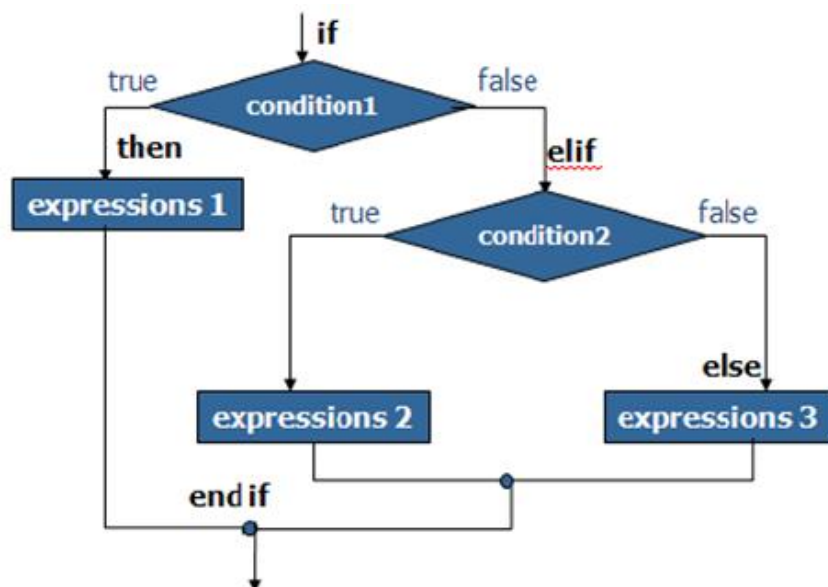 if
true
false
condition1
then
elif
expressions 1
true
false
condition2
else
expressions 2
expressions 3
end if